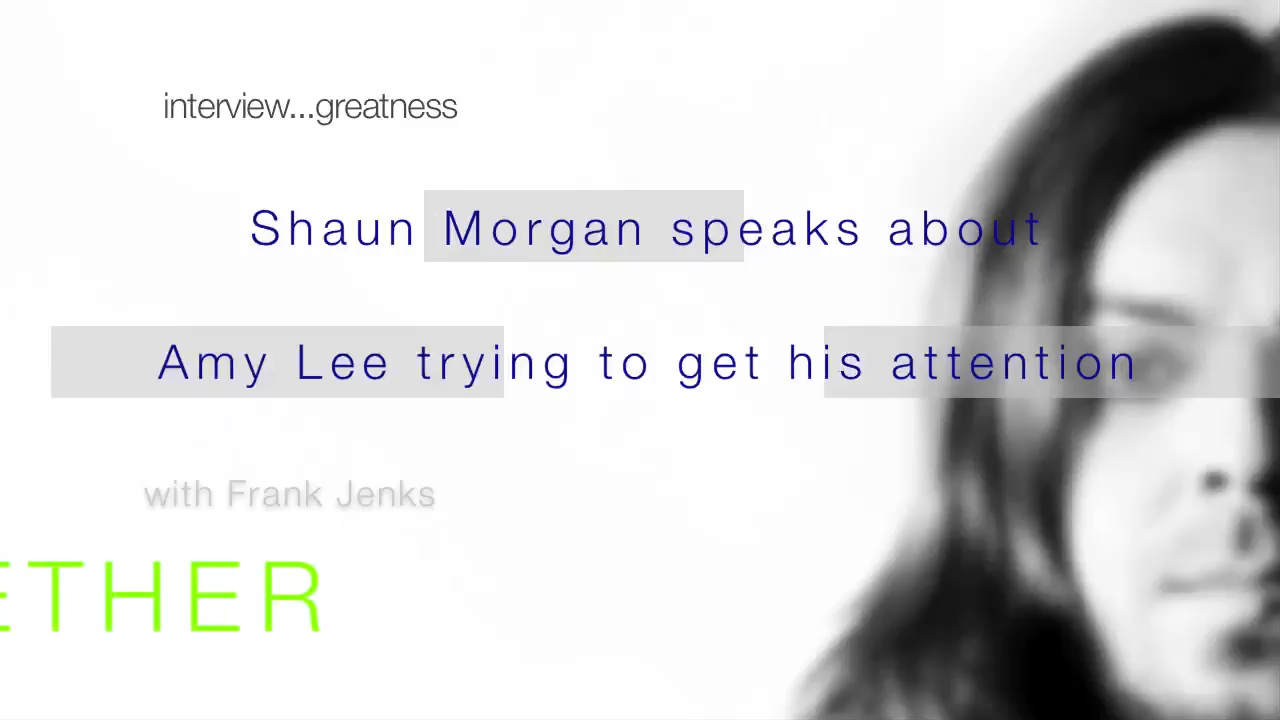 interview...greatness
Shaun Morgan speaks about
Amy Lee trying to get his attention
with Frank Jenks
ETHER